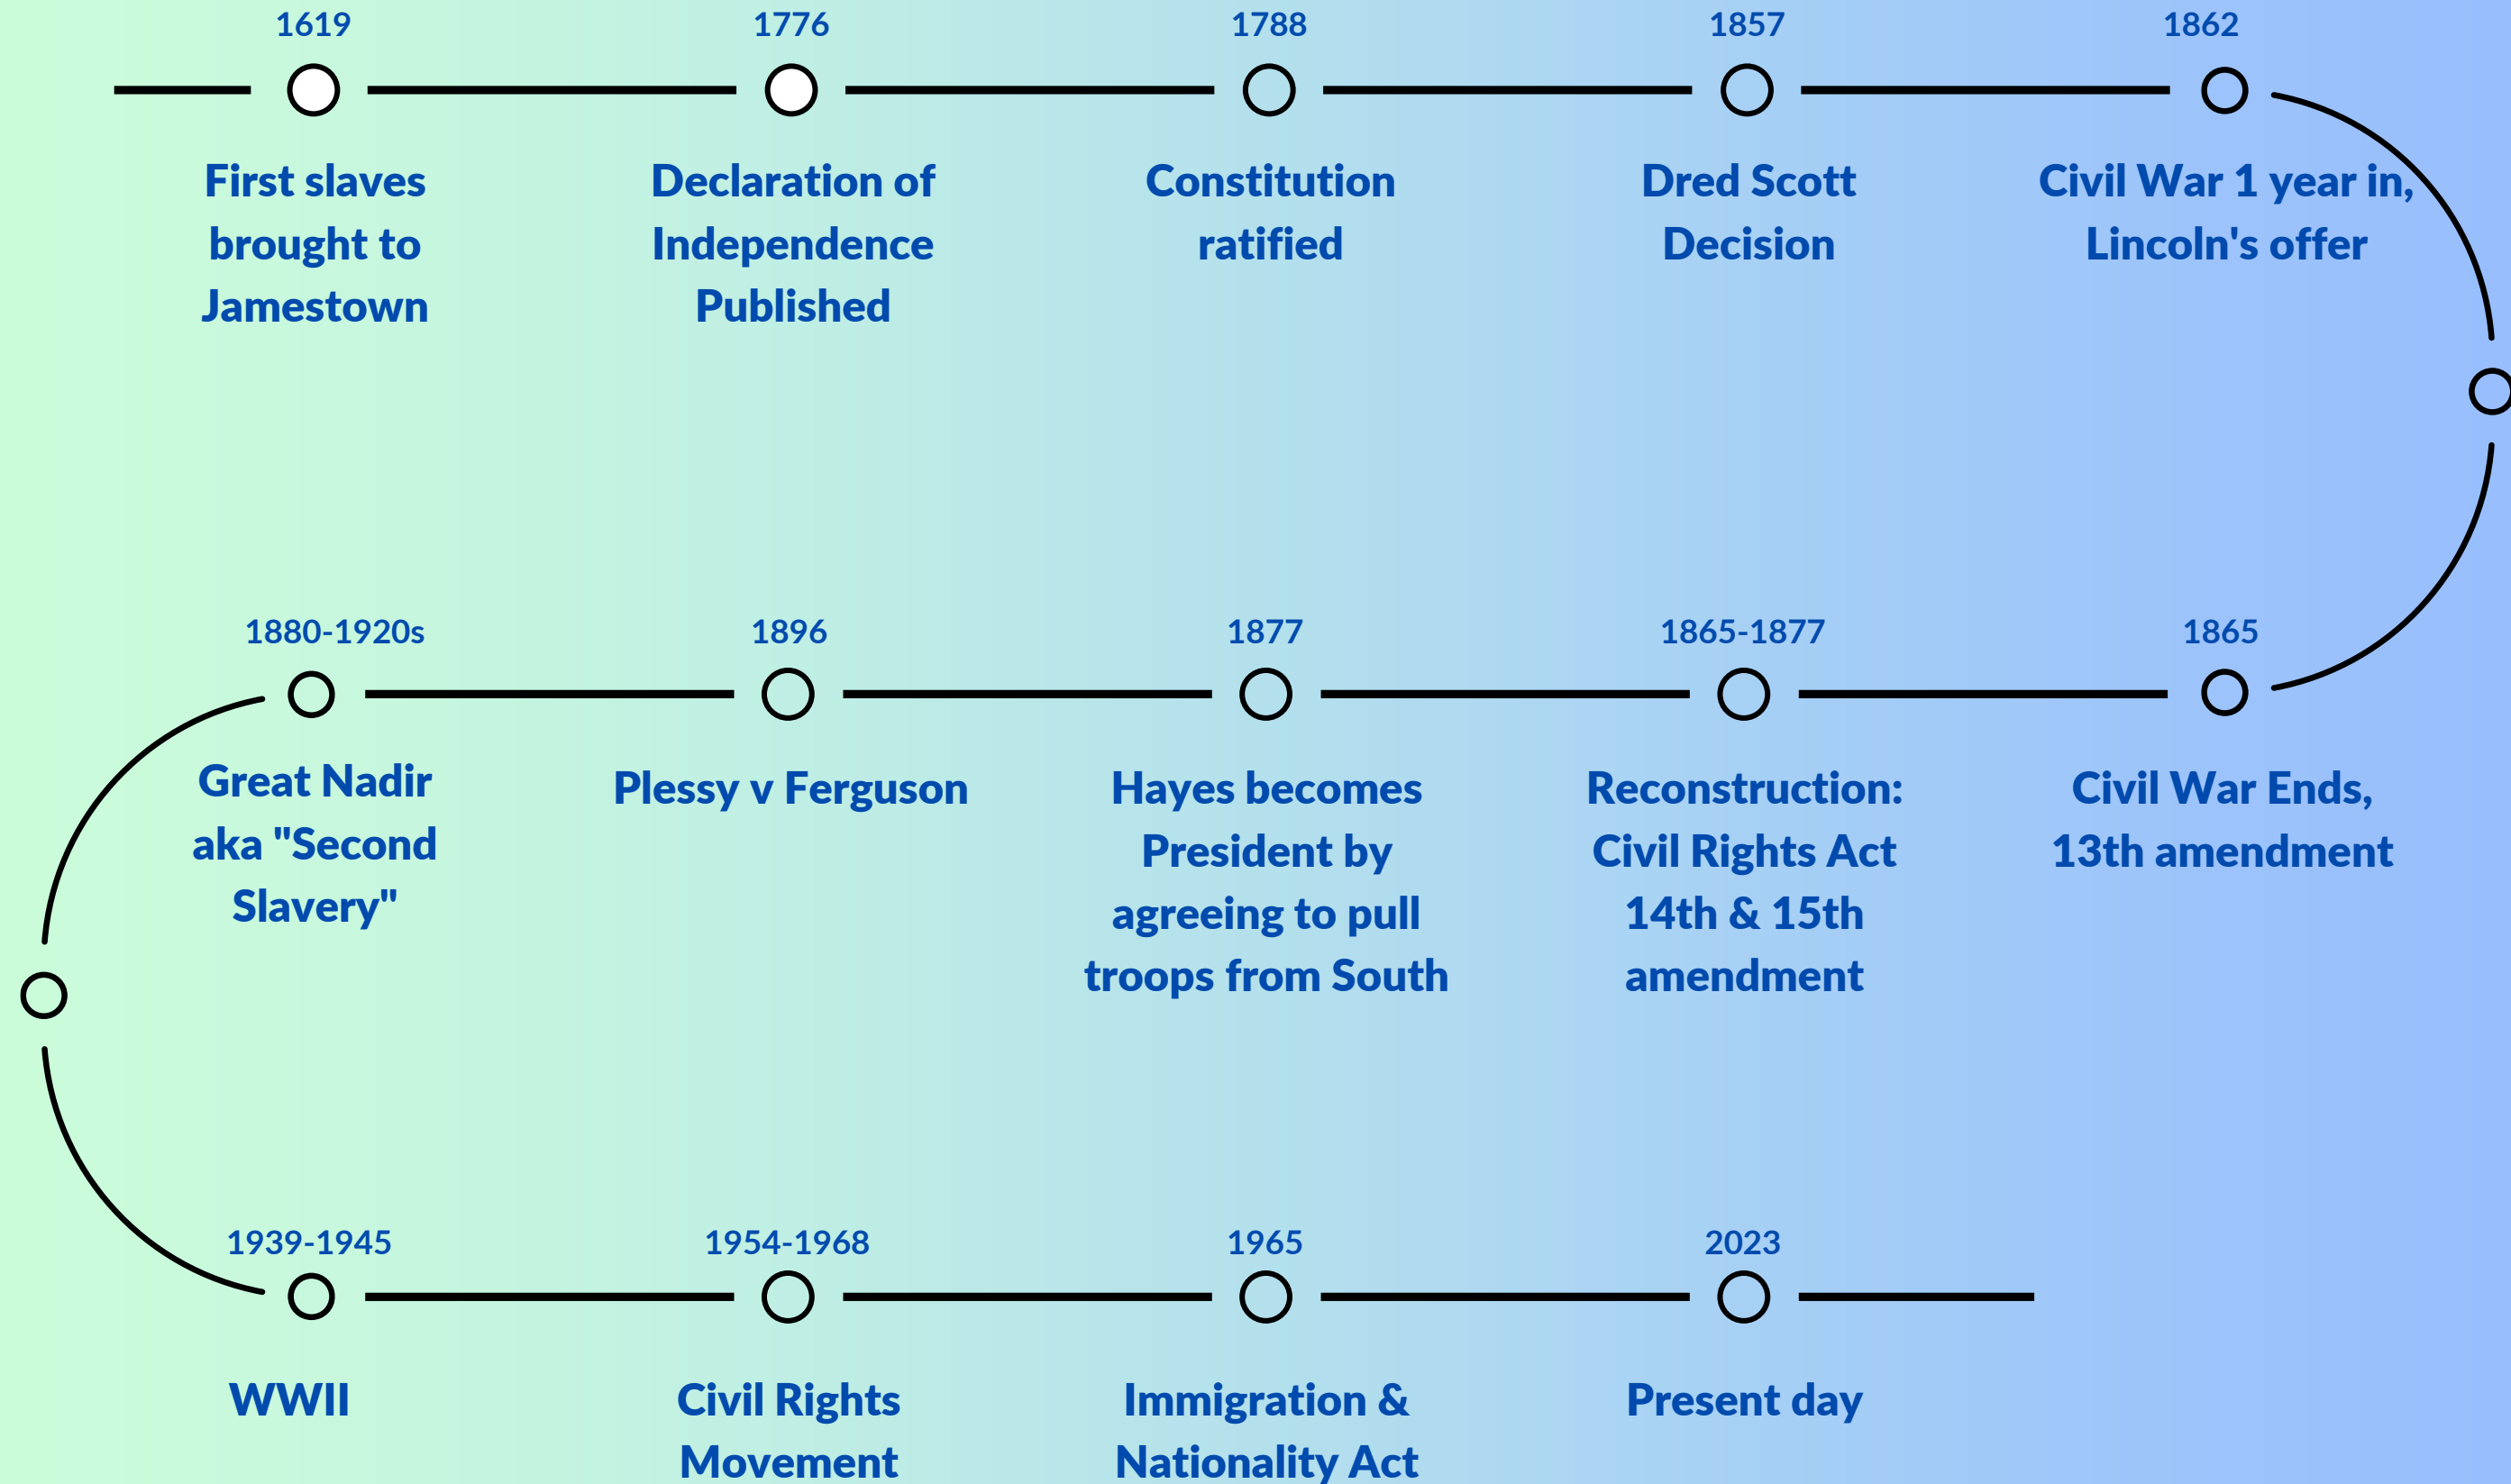 1619
First slaves
brought to
Jamestown
1776
Declaration of
Independence
Published
1788
Constitution
ratified
1857
Dred Scott
Decision
1862
Civil War 1 year in,
Lincoln's offer
1865
Civil War Ends,
13th amendment
1865-1877
Reconstruction:
Civil Rights Act
14th & 15th
amendment
1877
Hayes becomes
President by
agreeing to pull
troops from South
1896
Plessy v Ferguson
1880-1920s
Great Nadir
aka "Second
Slavery"
1939-1945
WWII
1954-1968
Civil Rights
Movement
1965
Immigration &
Nationality Act
2023
Present day